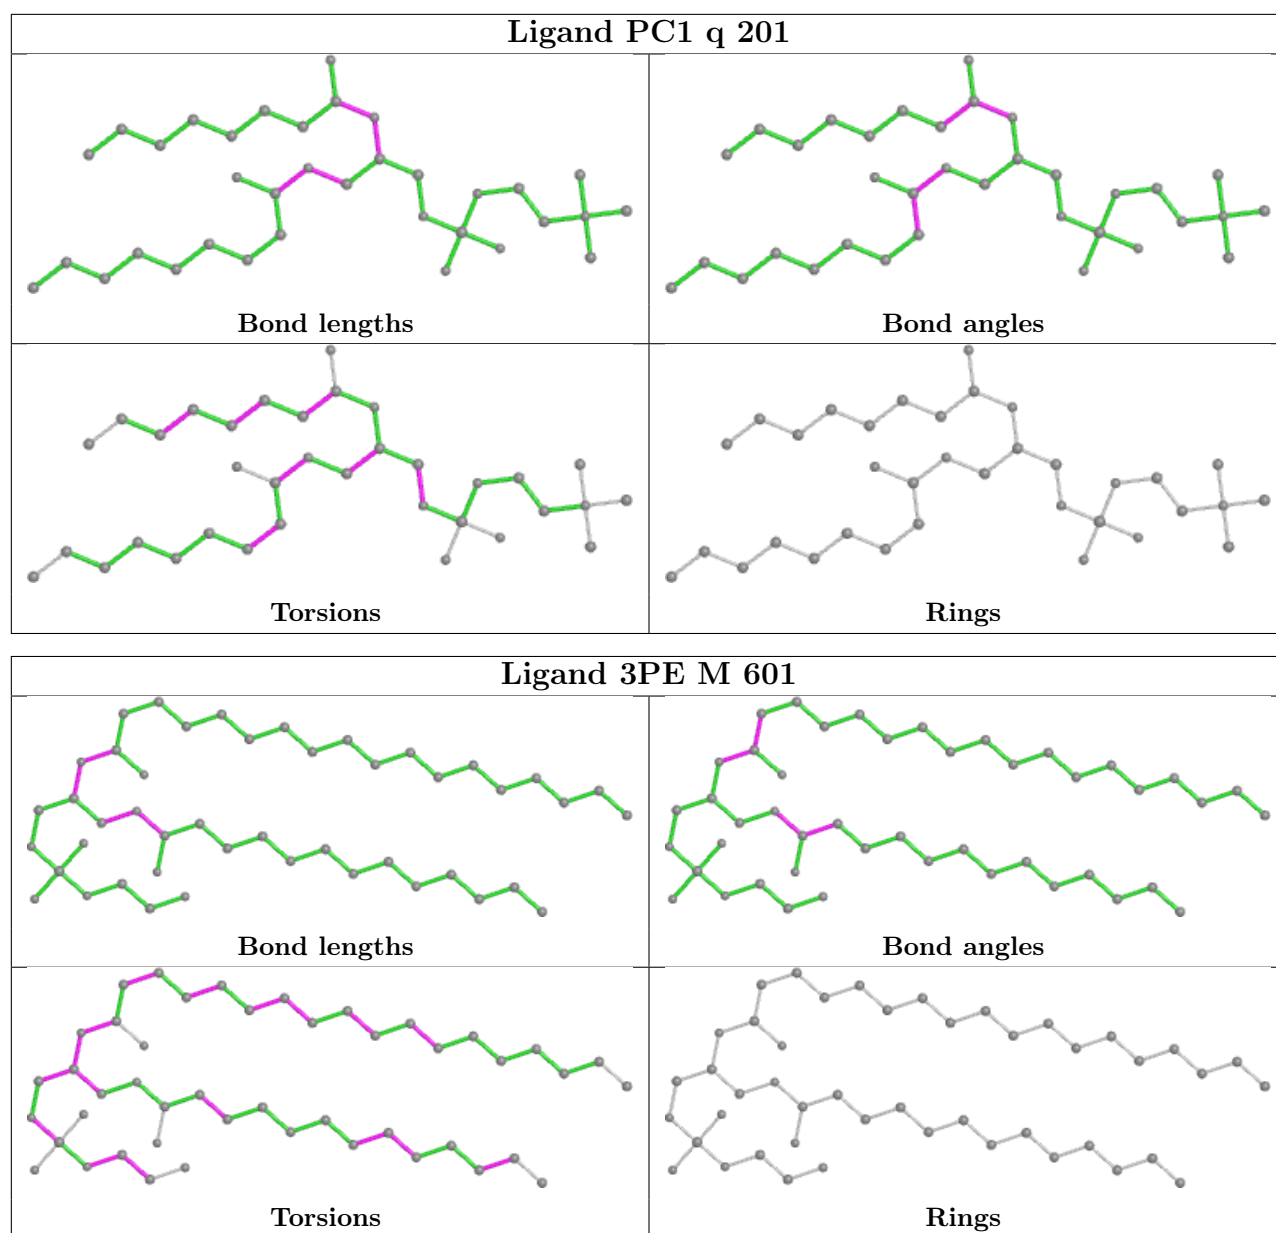 Ligand PC1 q 201
Bond lengths
Bond angles
Torsions
Rings
Ligand 3PE M 601
Bond lengths
Bond angles
Torsions
Rings